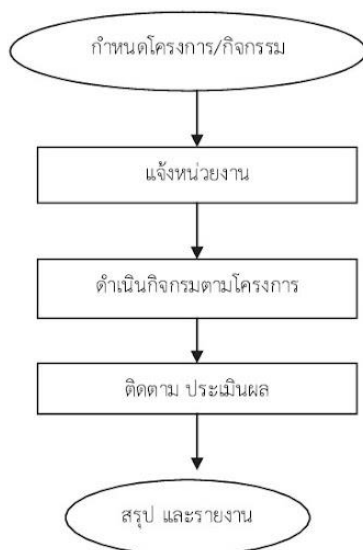 กำหนดโครงการ/กิจกรรม
แจ้งหน่วยงาน
ดำเนินกิจกรมตามโครงการ
ติดตาม ประเมินผล
สรุป และรายงาน